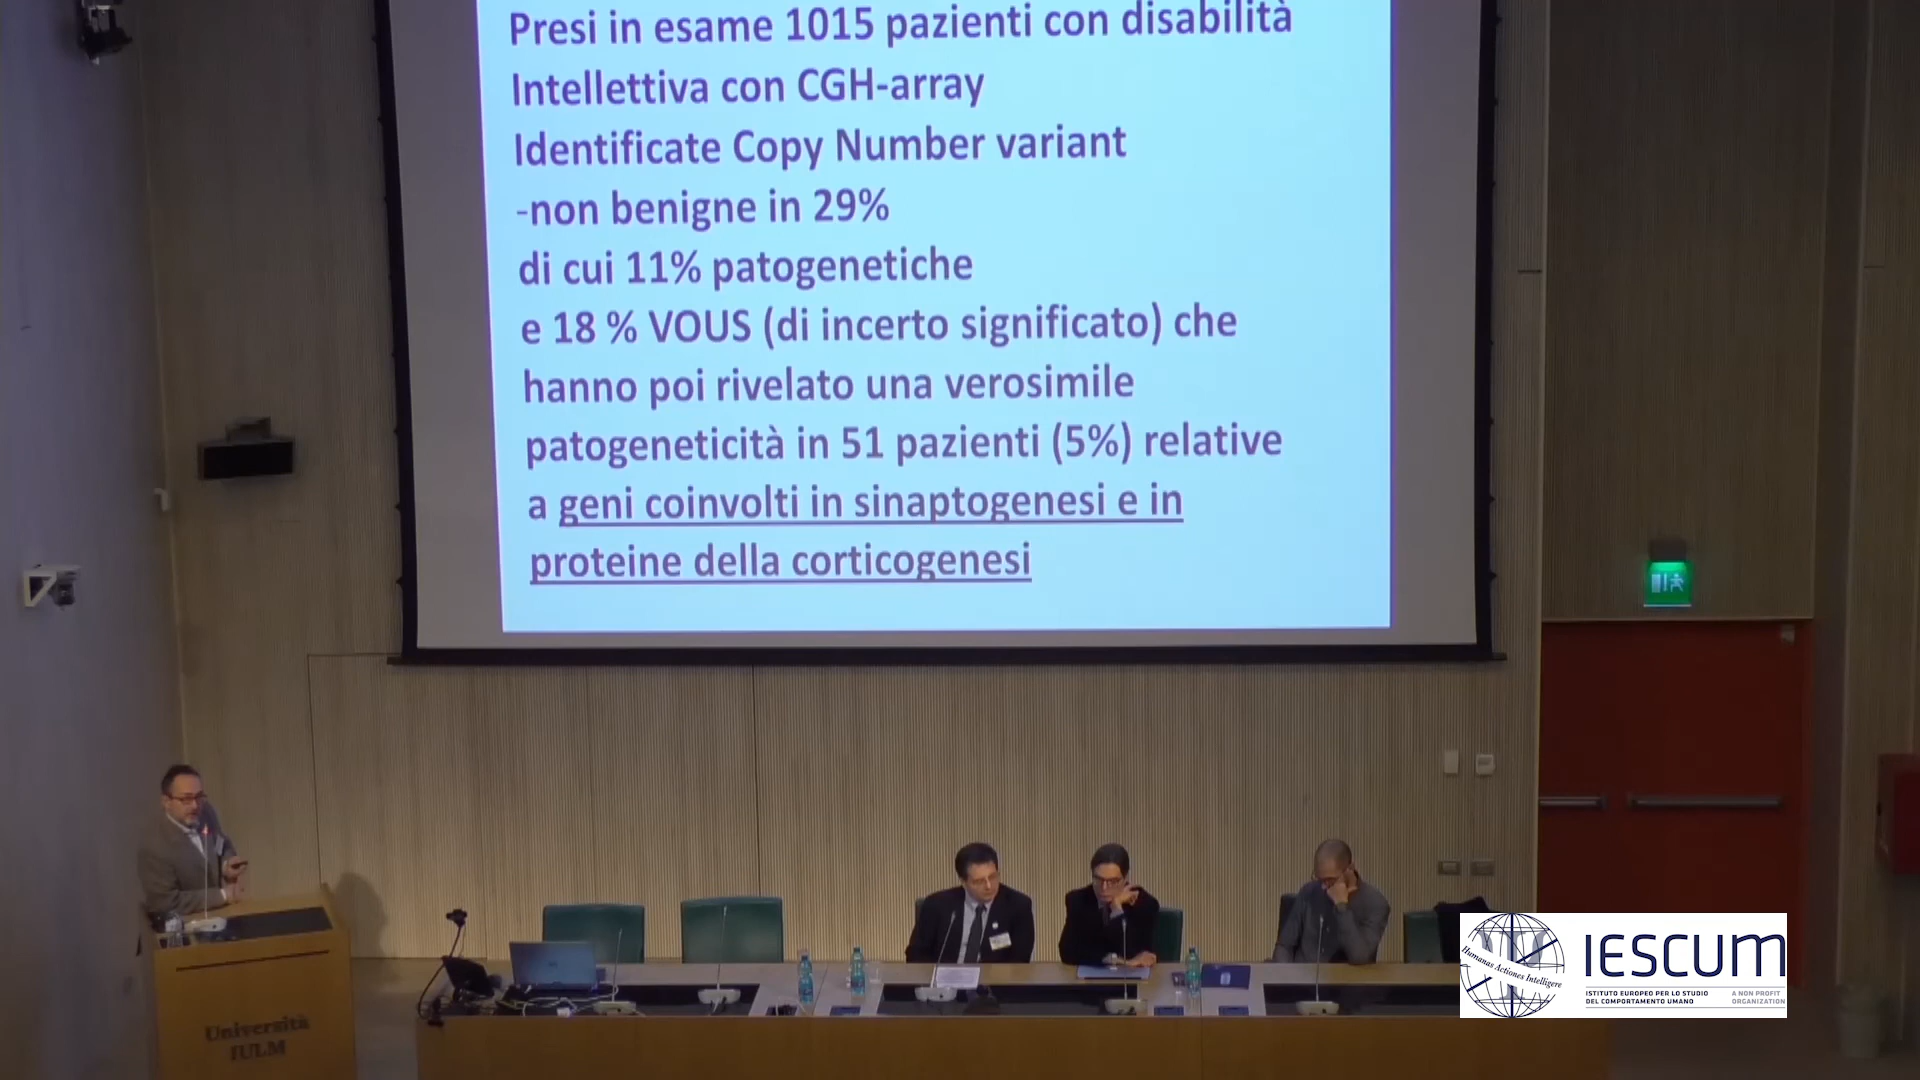 Presi in esame 1015 pazienti con disabilità
Intellettiva con CGH-array
Identificate Copy Number variant
-non benigne in 29%
di cui 11% patogenetiche
e 18 % VOUS (di incerto significato) che
hanno poi rivelato una verosimile
patogeneticità in 51 pazienti (5%) relative
a geni coinvolti in sinaptogenesi e in
proteine della corticogenesi
Università
IULM
Humanas Actiones Intelligere
IESCUM
ISTITUTO EUROPEO PER LO STUDIO
DEL COMPORTAMENTO UMANO
A NON PROFIT
ORGANIZATION